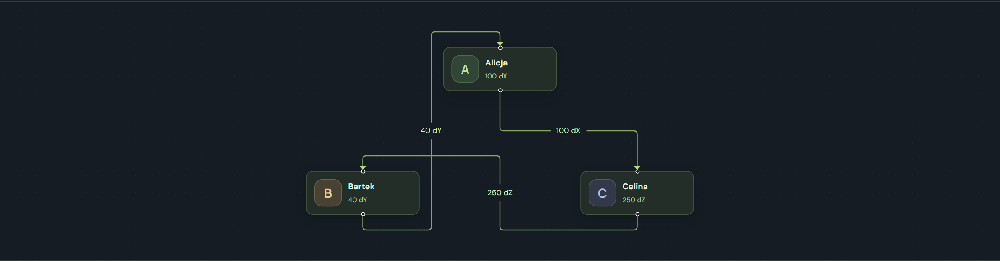 A
Alicja
100 dX
40 dY
100 dX
B
Bartek
40 dY
250 dZ
C
Celina
250 dZ